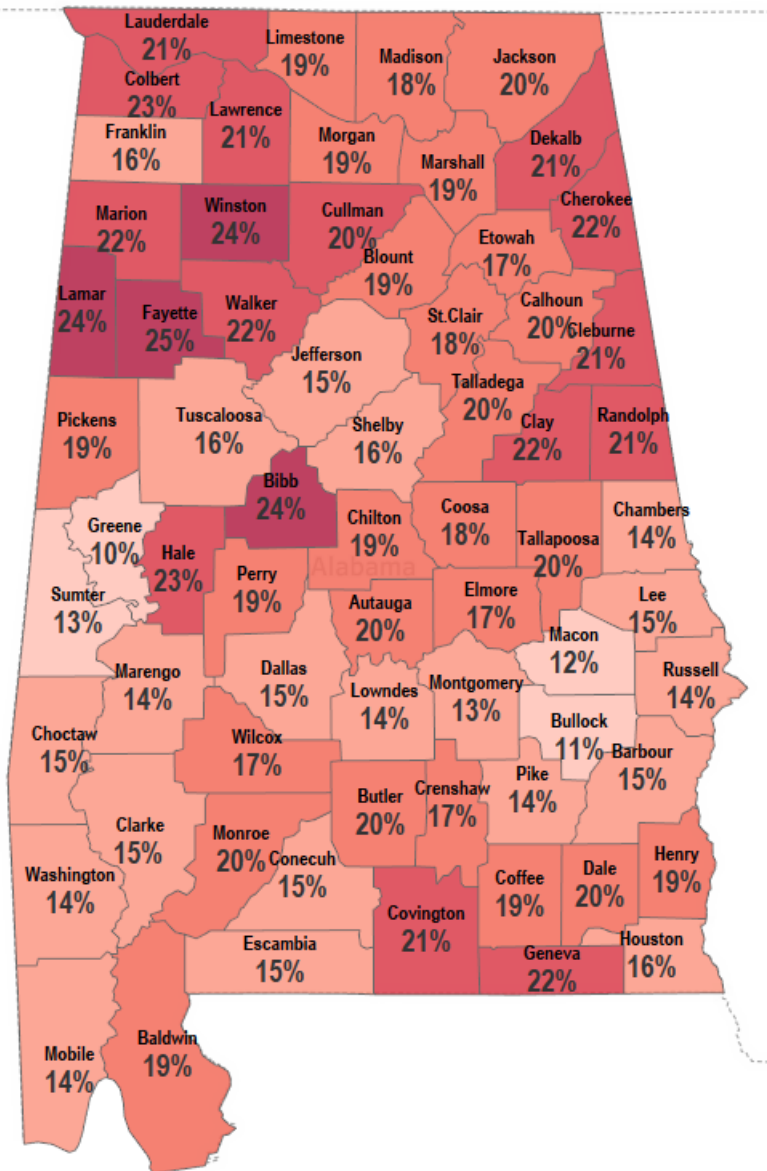 Lauderdale
21%
Limestone
19%
Madison
18%
Jackson
20%
Colbert
23%
Lawrence
21%
Franklin
16%
Morgan
19%
Marshall
19%
Dekalb
21%
Cherokee
22%
Marion
22%
Winston
24%
Cullman
20%
Blount
19%
Etowah
17%
Lamar
24%
Fayette
25%
Walker
22%
St.Clair
18%
Calhoun
20%
Cleburne
21%
Jefferson
15%
Talladega
20%
Pickens
19%
Tuscaloosa
16%
Shelby
16%
Clay
22%
Randolph
21%
Bibb
24%
Greene
10%
Hale
23%
Chilton
19%
Coosa
18%
Tallapoosa
20%
Chambers
14%
Alabama
Sumter
13%
Perry
19%
Autauga
20%
Elmore
17%
Lee
15%
Macon
12%
Russell
14%
Marengo
14%
Dallas
15%
Lowndes
14%
Montgomery
13%
Bullock
11%
Choctaw
15%
Wilcox
17%
Barbour
15%
Clarke
15%
Butler
20%
Crenshaw
17%
Pike
14%
Monroe
20%
Conecuh
15%
Washington
14%
Covington
21%
Coffee
19%
Dale
20%
Henry
19%
Escambia
15%
Geneva
22%
Houston
16%
Mobile
14%
Baldwin
19%